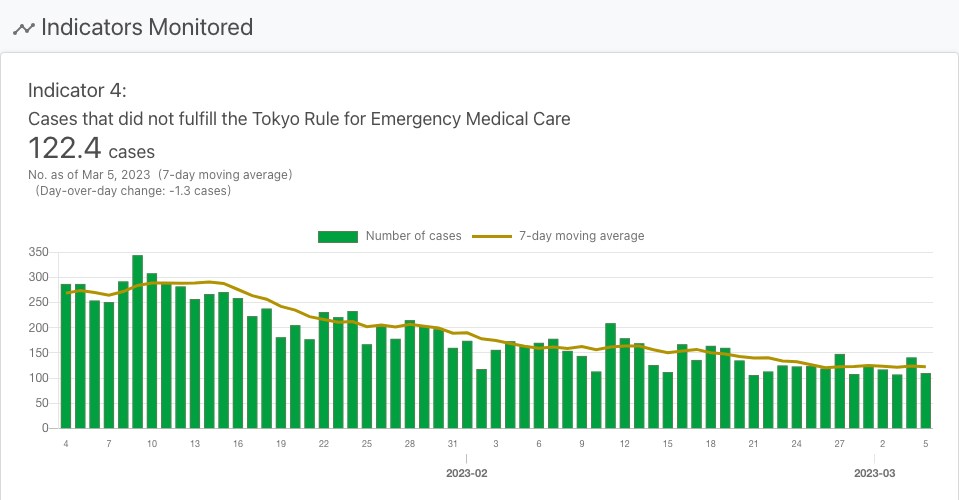 Indicators Monitored
Indicator 4:
Cases that did not fulfill the Tokyo Rule for Emergency Medical Care
122.4 cases
No. as of Mar 5, 2023 (7-day moving average)
(Day-over-day change: -1.3 cases)
Number of cases 7-day moving average
350
300
250
200
150
100
50
0
4 7 10 13 16 19 22 25 28 31 3 6 9 12 15 18 21 24 27 2 5
2023-02 2023-03